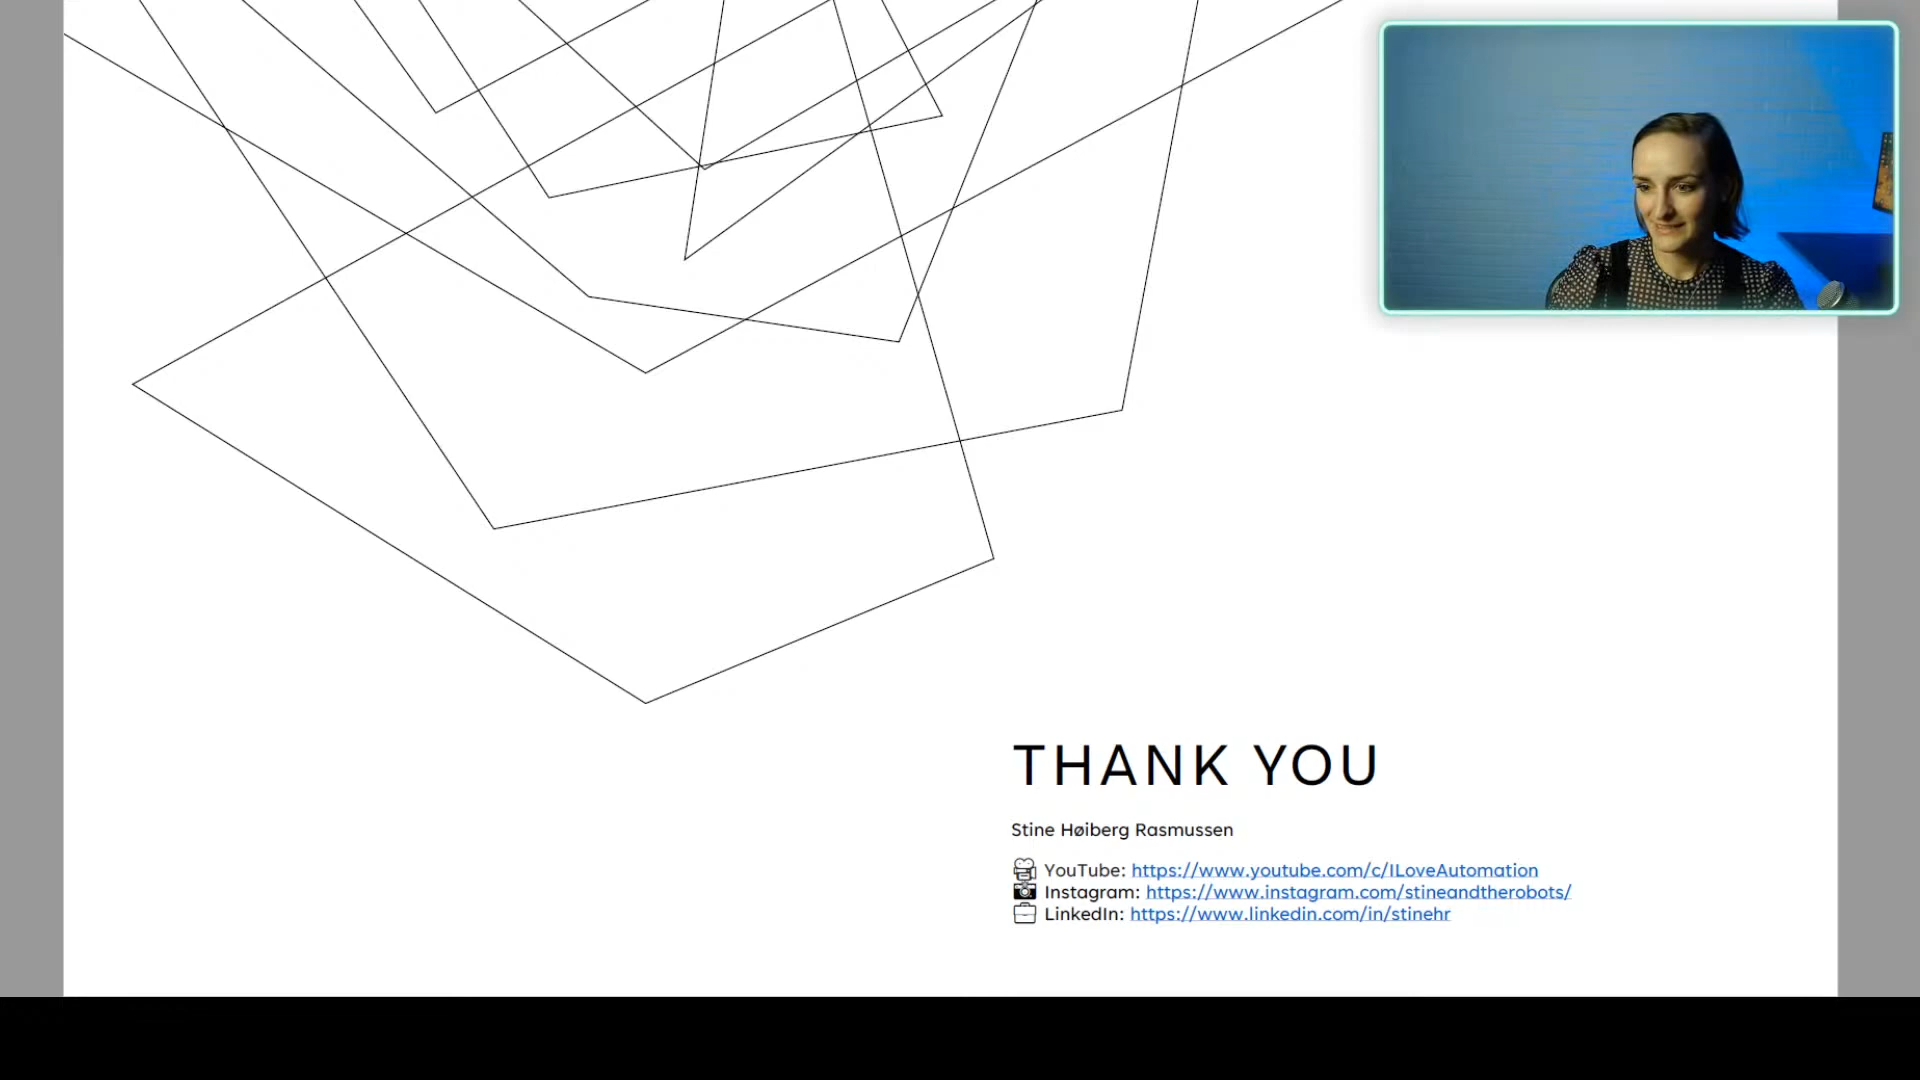 THANK YOU
Stine Høiberg Rasmussen
YouTube: https://www.youtube.com/c/ILoveAutomation
Instagram: https://www.instagram.com/stineandtherobots/
LinkedIn: https://www.linkedin.com/in/stinehr